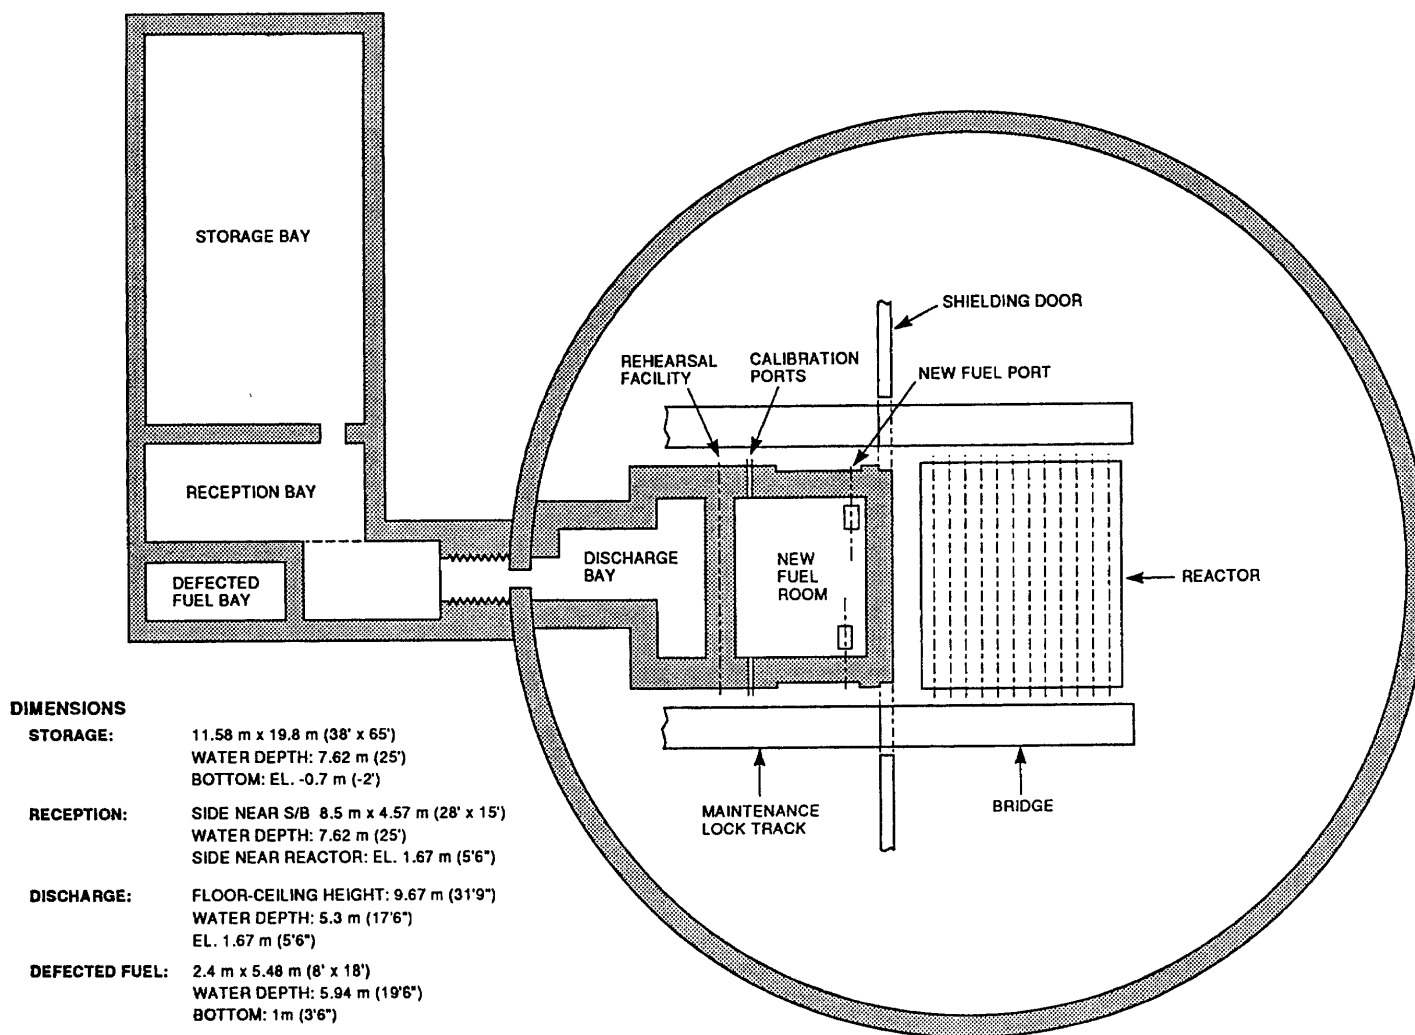 STORAGE BAY
SHIELDING DOOR
REHEARSAL
FACILITY
CALIBRATION
PORTS
NEW FUEL PORT
RECEPTION BAY
DISCHARGE
BAY
NEW
FUEL
ROOM
REACTOR
DEFECTED
FUEL BAY
MAINTENANCE
LOCK TRACK
BRIDGE
DIMENSIONS
STORAGE: 11.58 m x 19.8 m (38' x 65')
WATER DEPTH: 7.62 m (25')
BOTTOM: EL. -0.7 m (-2')
RECEPTION: SIDE NEAR S/B 8.5 m x 4.57 m (28' x 15')
WATER DEPTH: 7.62 m (25')
SIDE NEAR REACTOR: EL. 1.67 m (5'6")
DISCHARGE: FLOOR-CEILING HEIGHT: 9.67 m (31'9")
WATER DEPTH: 5.3 m (17'6")
EL. 1.67 m (5'6")
DEFECTED FUEL: 2.4 m x 5.48 m (8' x 18')
WATER DEPTH: 5.94 m (19'6")
BOTTOM: 1m (3'6")